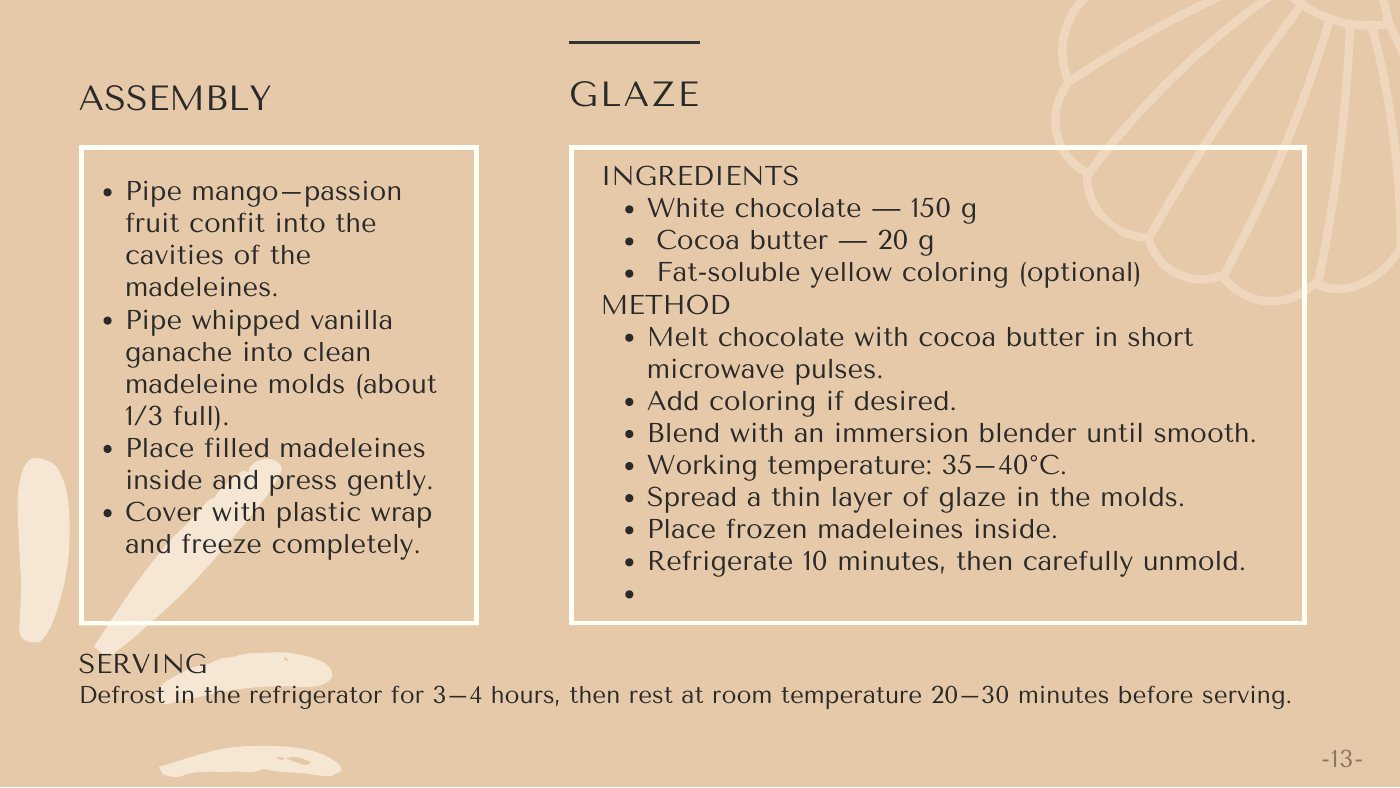 ASSEMBLY
• Pipe mango–passion
fruit confit into the
cavities of the
madeleines.
• Pipe whipped vanilla
ganache into clean
madeleine molds (about
1/3 full).
• Place filled madeleines
inside and press gently.
• Cover with plastic wrap
and freeze completely.
GLAZE
INGREDIENTS
• White chocolate — 150 g
• Cocoa butter — 20 g
• Fat-soluble yellow coloring (optional)
METHOD
• Melt chocolate with cocoa butter in short
microwave pulses.
• Add coloring if desired.
• Blend with an immersion blender until smooth.
• Working temperature: 35–40°C.
• Spread a thin layer of glaze in the molds.
• Place frozen madeleines inside.
• Refrigerate 10 minutes, then carefully unmold.
•
SERVING
Defrost in the refrigerator for 3–4 hours, then rest at room temperature 20–30 minutes before serving.
-13-